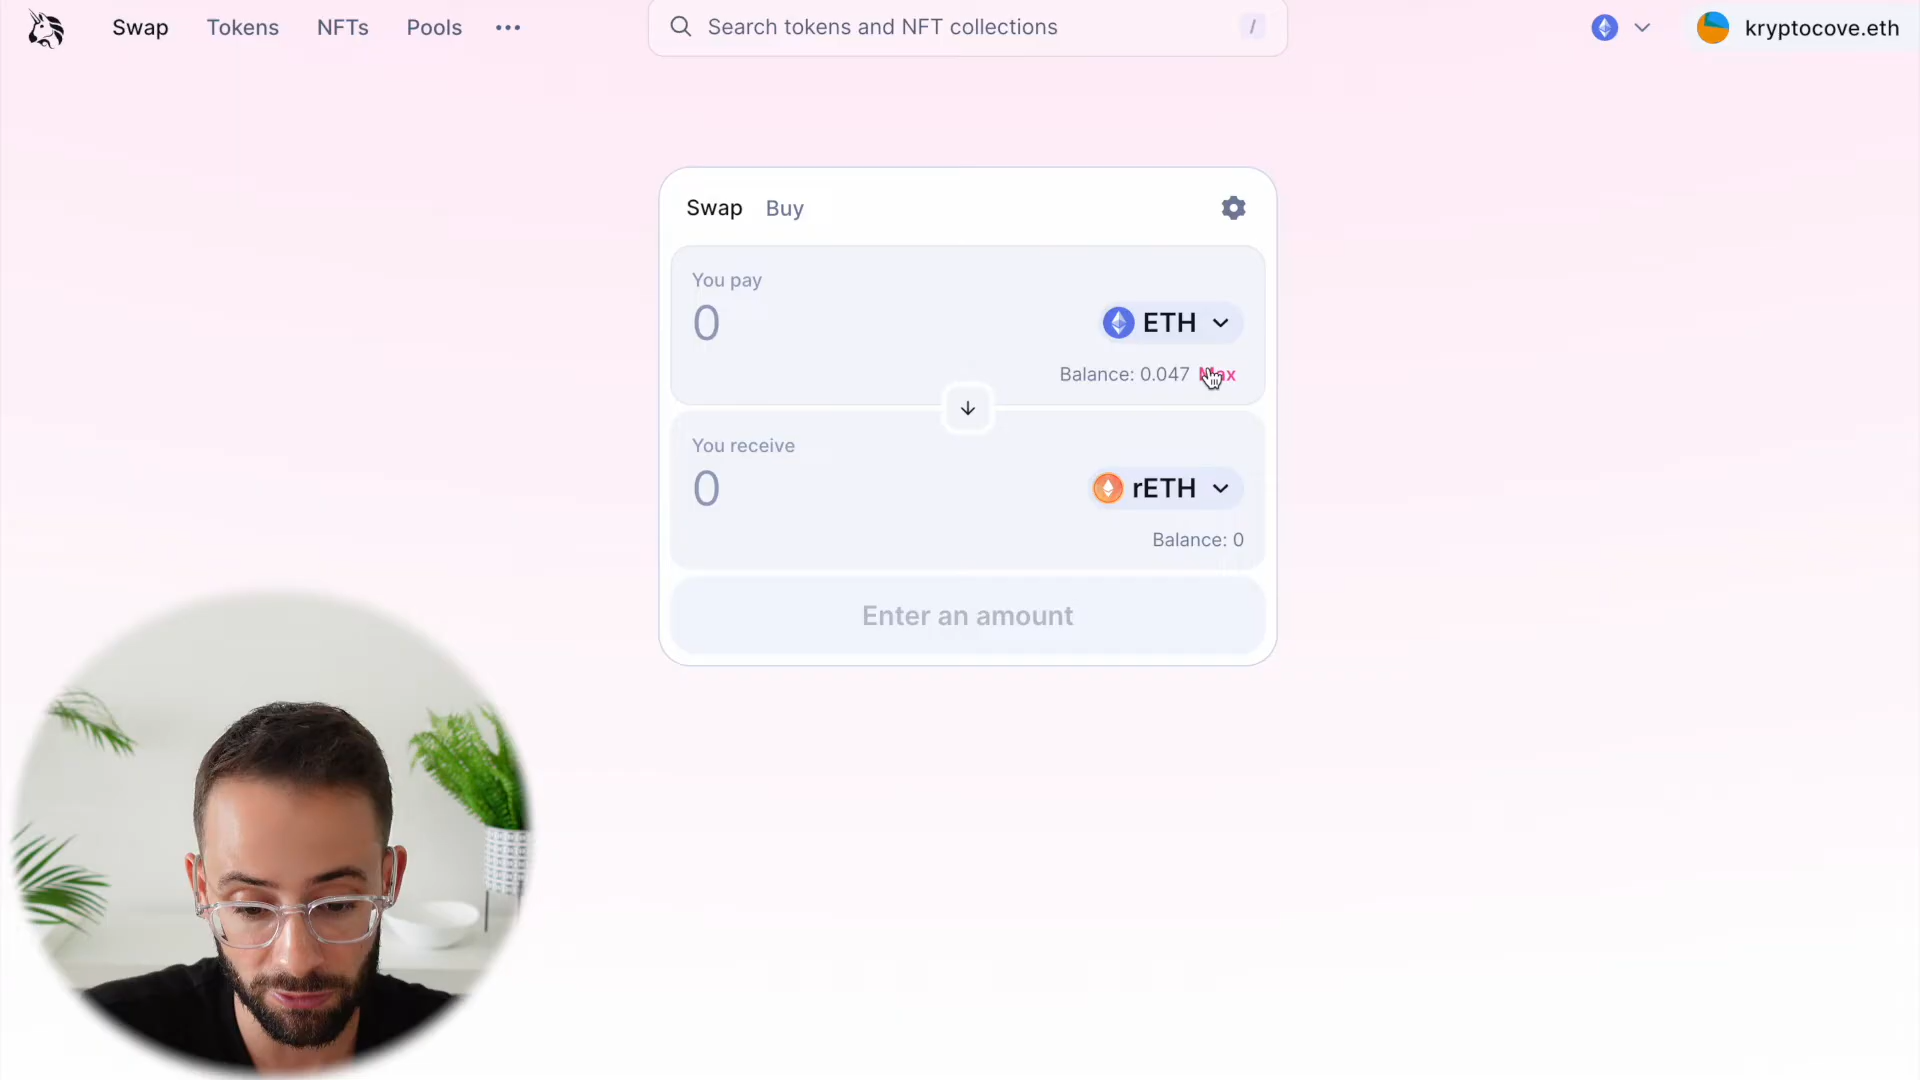 Swap Tokens NFTs Pools
Search tokens and NFT collections /
kryptocove.eth
Swap Buy
You pay
0 ETH
Balance: 0.047 Max
You receive
0 rETH
Balance: 0
Enter an amount